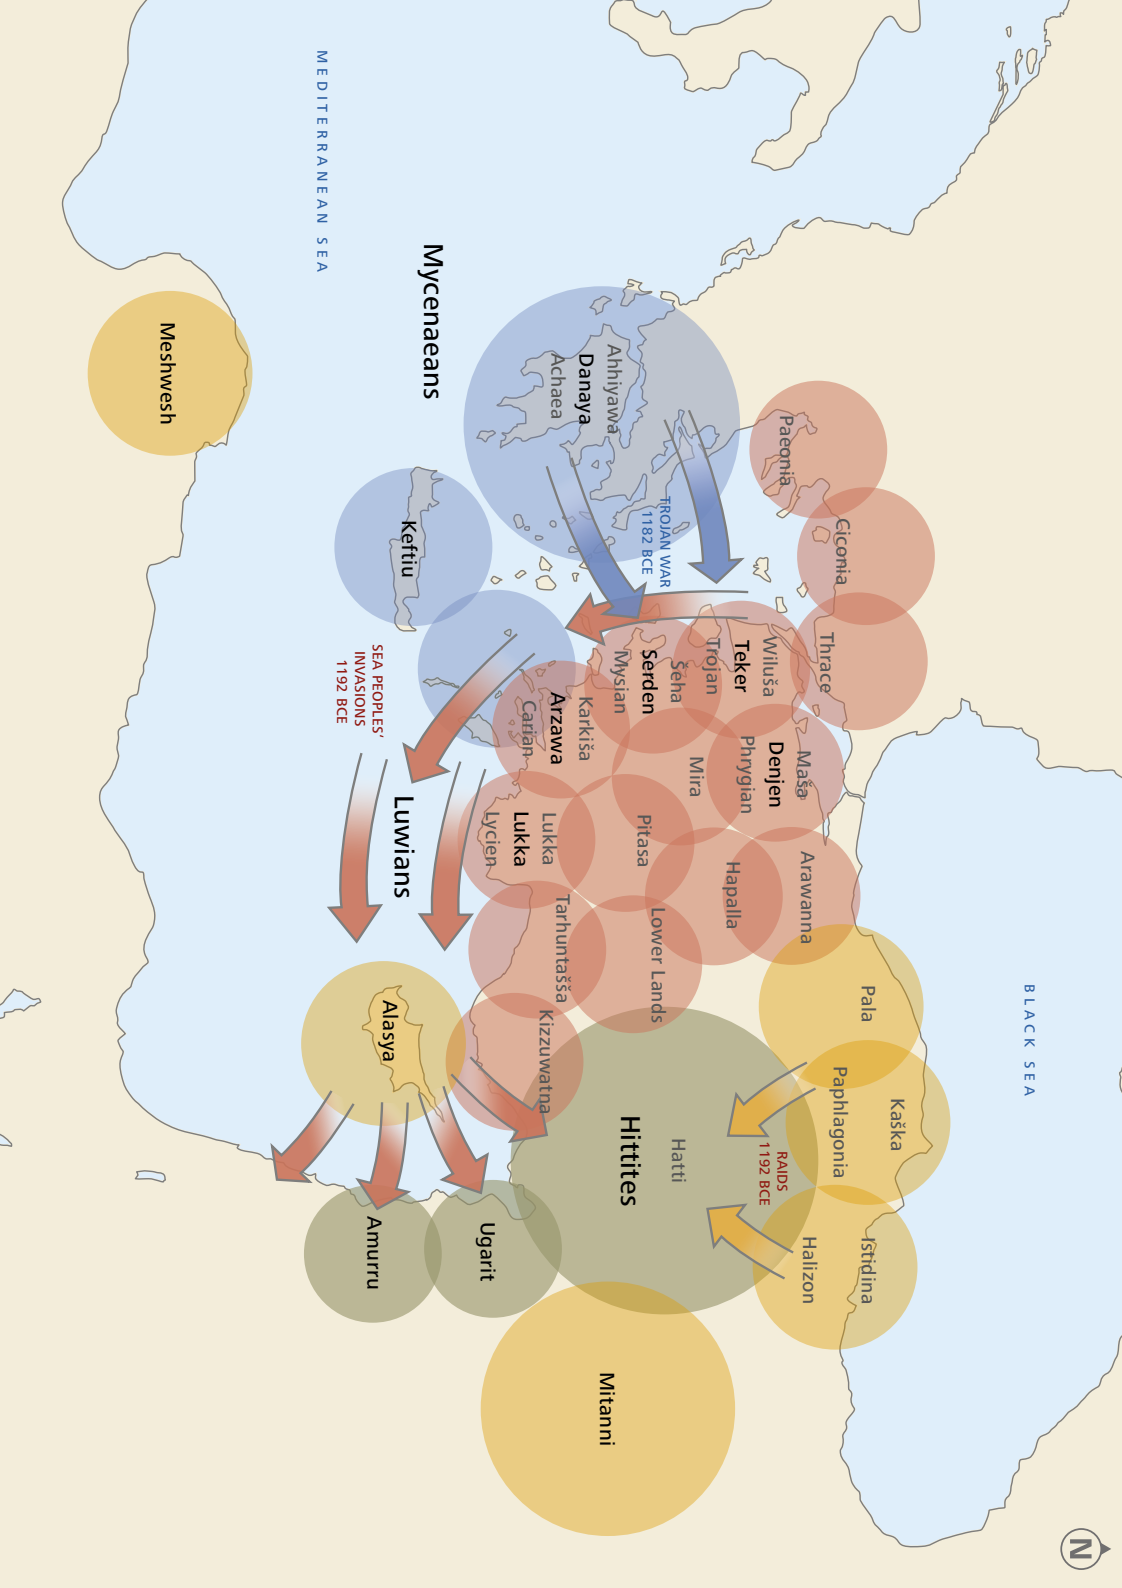 BLACK SEA
MEDITERRANEAN SEA
Mycenaeans
Luwians
Hittites
Hatti
Paeonia
Ciconia
Thrace
Ahhiyawa
Danaya
Achaea
Keftiu
Meshwesh
TROJAN WAR
1182 BCE
Wiluša
Teker
Trojan
Šeha
Serden
Mysian
Karkiša
Arzawa
Carian
Maša
Denjen
Phrygian
Mira
Pitasa
Hapalla
Arawanna
Lukka
Lukka
Lycien
Tarhuntašša
Lower Lands
Kizzuwatna
SEA PEOPLES‘
INVASIONS
1192 BCE
Pala
Kaška
Paphlagonia
RAIDS
1192 BCE
Istidina
Halizon
Alasya
Ugarit
Amurru
Mitanni
N